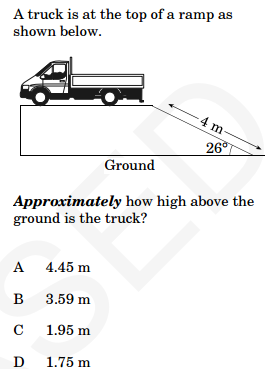 A truck is at the top of a ramp as
shown below.
4 m
26°
Ground
Approximately how high above the
ground is the truck?
A 4.45 m
B 3.59 m
C 1.95 m
D 1.75 m